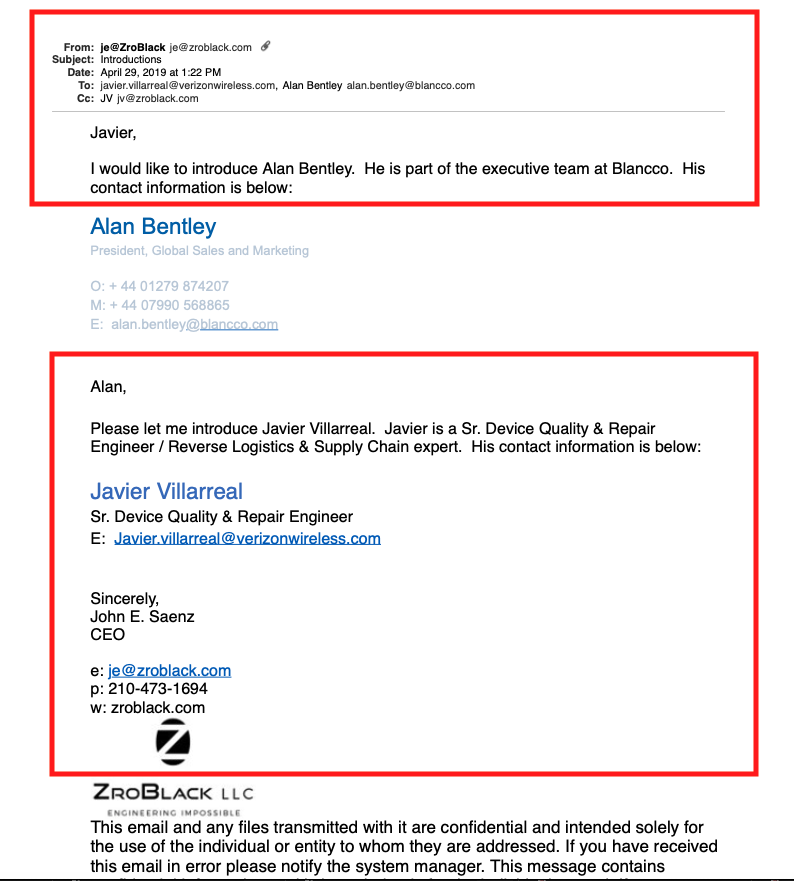 From: je@ZroBlack je@zroblack.com
Subject: Introductions
Date: April 29, 2019 at 1:22 PM
To: javier.villarreal@verizonwireless.com, Alan Bentley alan.bentley@blancco.com
Cc: JV jv@zroblack.com
Javier,
I would like to introduce Alan Bentley. He is part of the executive team at Blancco. His
contact information is below:
Alan Bentley
President, Global Sales and Marketing
O: + 44 01279 874207
M: + 44 07990 568865
E: alan.bentley@blancco.com
Alan,
Please let me introduce Javier Villarreal. Javier is a Sr. Device Quality & Repair
Engineer / Reverse Logistics & Supply Chain expert. His contact information is below:
Javier Villarreal
Sr. Device Quality & Repair Engineer
E: Javier.villarreal@verizonwireless.com
Sincerely,
John E. Saenz
CEO
e: je@zroblack.com
p: 210-473-1694
w: zroblack.com
Z
ZROBLACK LLC
ENGINEERING IMPOSSIBLE
This email and any files transmitted with it are confidential and intended solely for
the use of the individual or entity to whom they are addressed. If you have received
this email in error please notify the system manager. This message contains